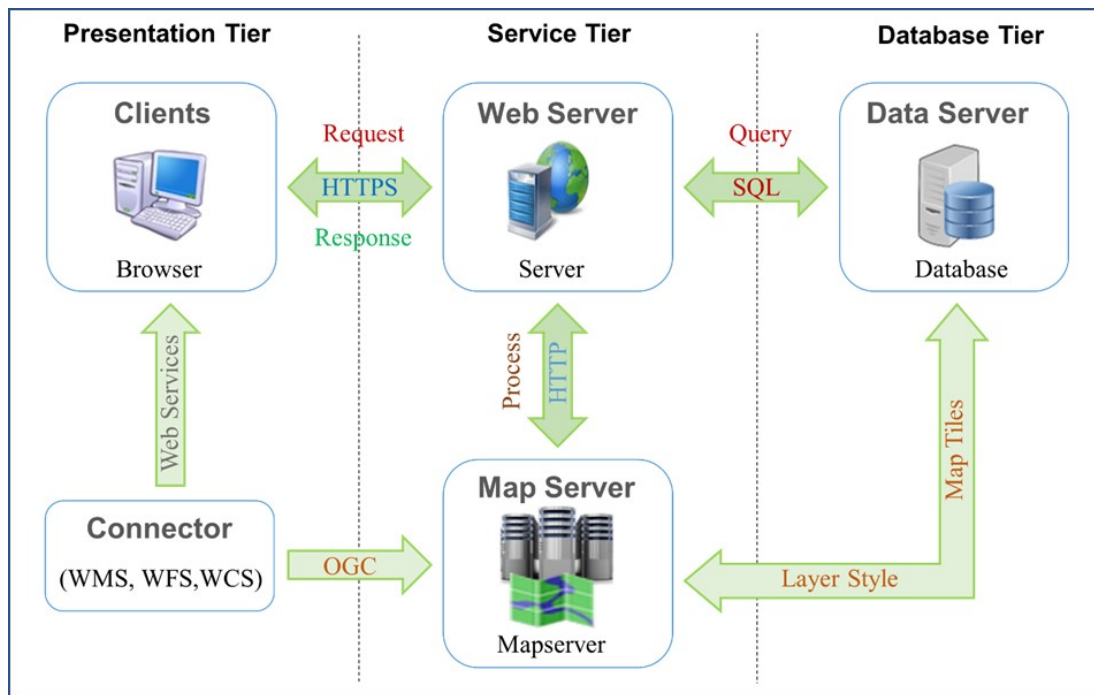 Presentation Tier
Service Tier
Database Tier
Clients
Browser
Request
HTTPS
Response
Web Server
Server
Query
SQL
Data Server
Database
Web Services
Process
HTTP
Map Tiles
Connector
(WMS, WFS,WCS)
OGC
Map Server
Mapserver
Layer Style